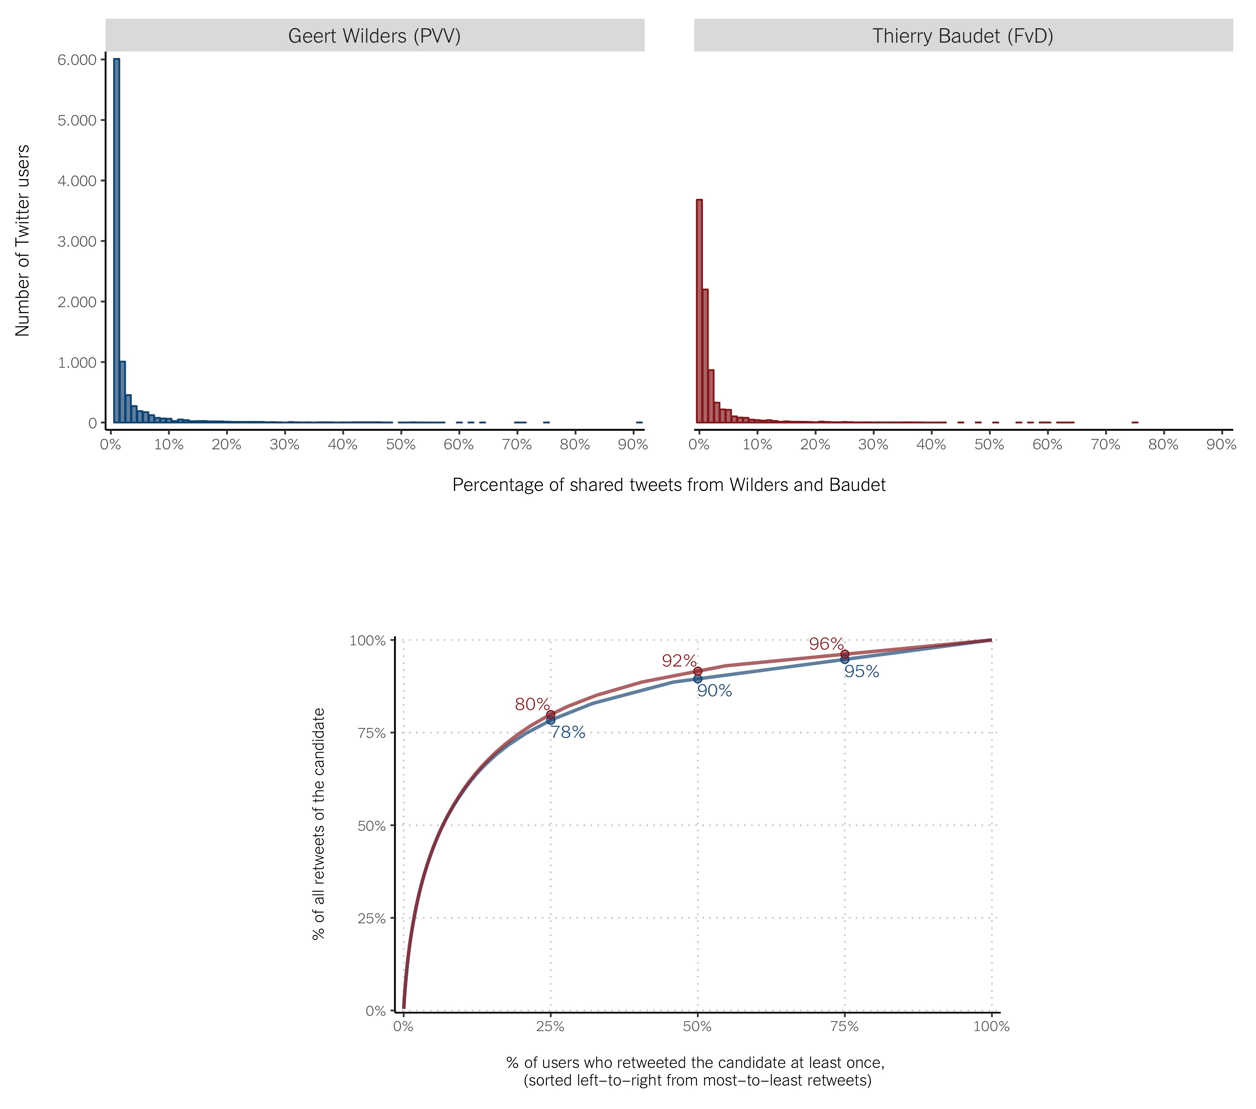 Geert Wilders (PVV)
Thierry Baudet (FvD)
Number of Twitter users
6.000
5.000
4.000
3.000
2.000
1.000
0
0% 10% 20% 30% 40% 50% 60% 70% 80% 90%
0% 10% 20% 30% 40% 50% 60% 70% 80% 90%
Percentage of shared tweets from Wilders and Baudet
% of all retweets of the candidate
100%
75%
50%
25%
0%
80%
78%
92%
90%
96%
95%
0% 25% 50% 75% 100%
% of users who retweeted the candidate at least once,
(sorted left–to–right from most–to–least retweets)